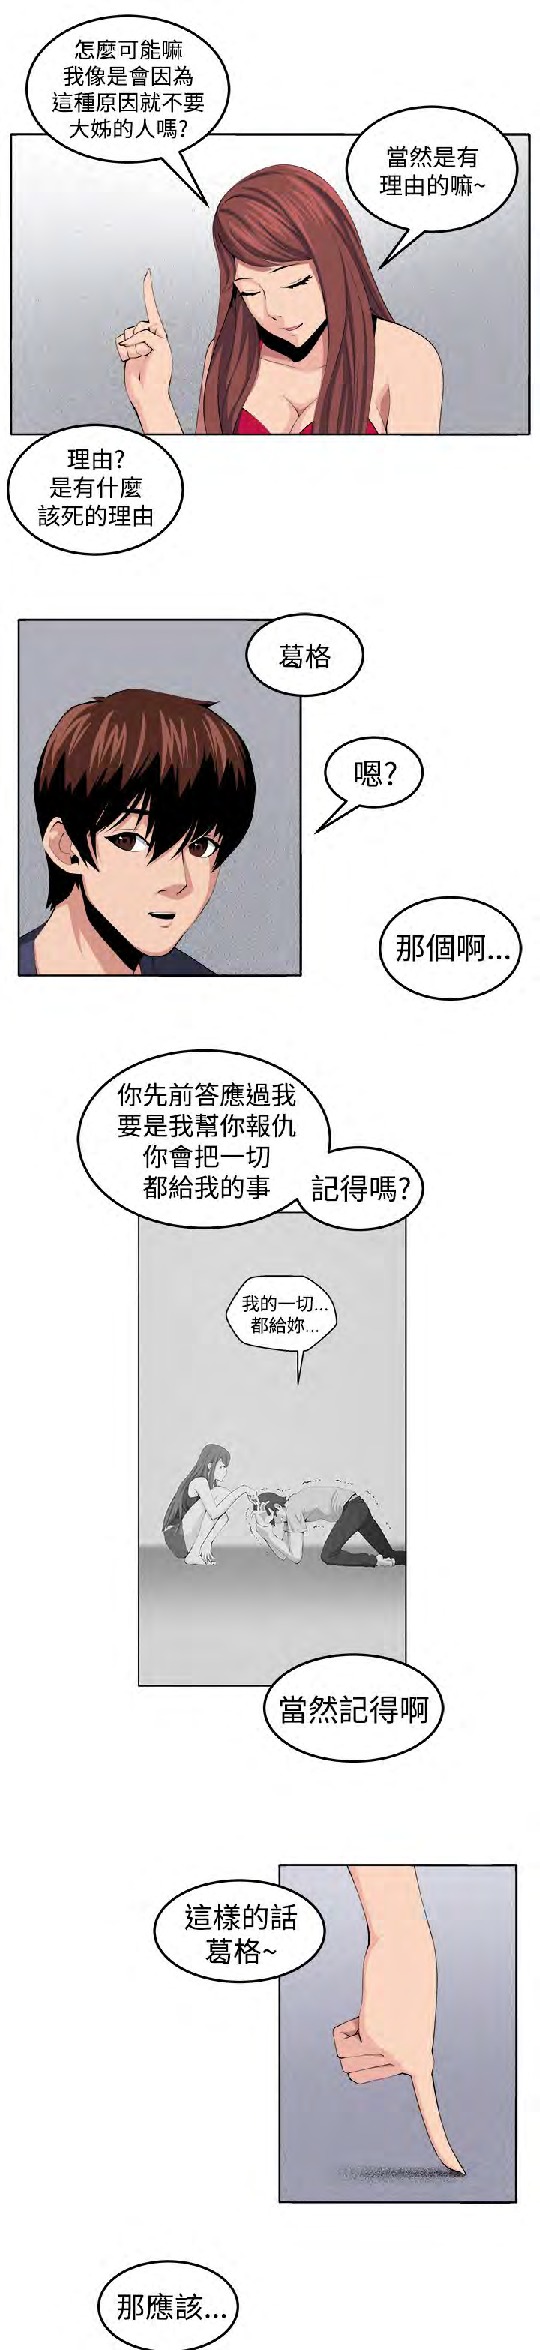 怎麼可能嘛
我像是會因為
這種原因就不要
大姊的人嗎?
當然是有
理由的嘛~
理由?
是有什麼
該死的理由
葛格
嗯?
那個啊...
你先前答應過我
要是我幫你報仇
你會把一切
都給我的事
記得嗎?
我的一切...
都給妳...
當然記得啊
這樣的話
葛格~
那應該...